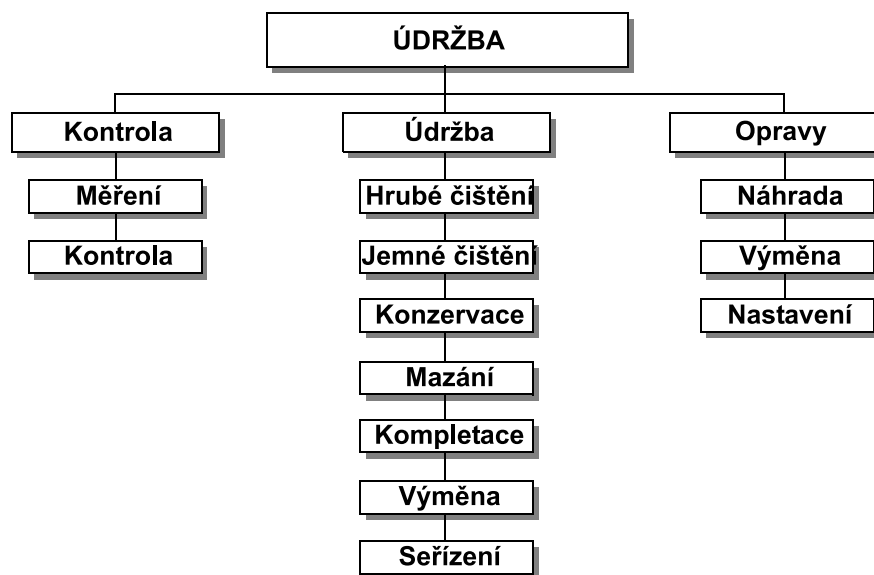 ÚDRŽBA
Kontrola
Měření
Kontrola
Údržba
Hrubé čištění
Jemné čištění
Konzervace
Mazání
Kompletace
Výměna
Seřízení
Opravy
Náhrada
Výměna
Nastavení